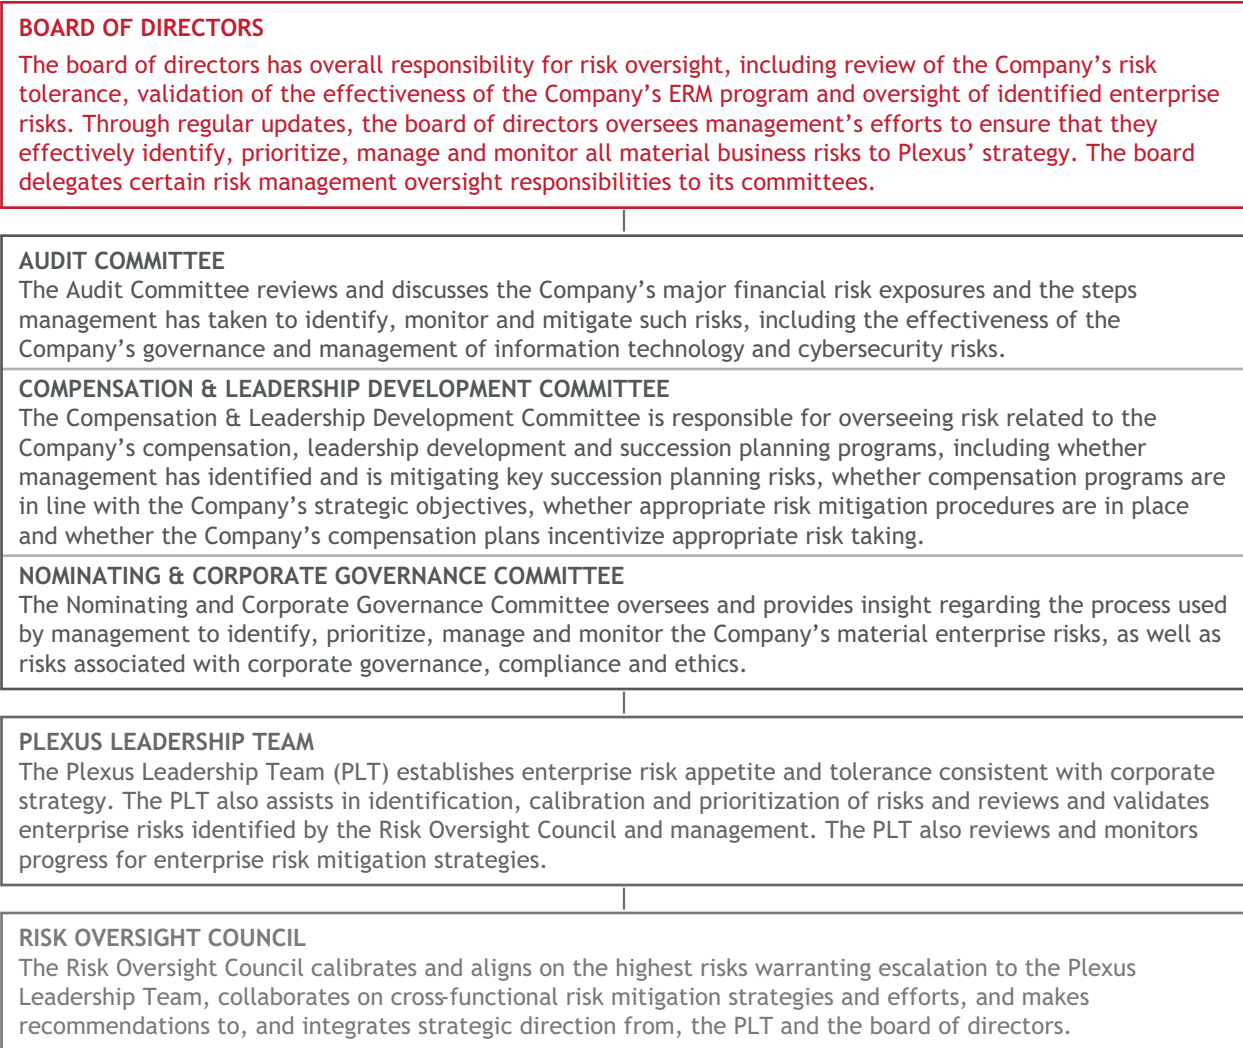 BOARD OF DIRECTORS
The board of directors has overall responsibility for risk oversight, including review of the Company’s risk
tolerance, validation of the effectiveness of the Company’s ERM program and oversight of identified enterprise
risks. Through regular updates, the board of directors oversees management’s efforts to ensure that they
effectively identify, prioritize, manage and monitor all material business risks to Plexus’ strategy. The board
delegates certain risk management oversight responsibilities to its committees.
AUDIT COMMITTEE
The Audit Committee reviews and discusses the Company’s major financial risk exposures and the steps
management has taken to identify, monitor and mitigate such risks, including the effectiveness of the
Company’s governance and management of information technology and cybersecurity risks.
COMPENSATION & LEADERSHIP DEVELOPMENT COMMITTEE
The Compensation & Leadership Development Committee is responsible for overseeing risk related to the
Company’s compensation, leadership development and succession planning programs, including whether
management has identified and is mitigating key succession planning risks, whether compensation programs are
in line with the Company’s strategic objectives, whether appropriate risk mitigation procedures are in place
and whether the Company’s compensation plans incentivize appropriate risk taking.
NOMINATING & CORPORATE GOVERNANCE COMMITTEE
The Nominating and Corporate Governance Committee oversees and provides insight regarding the process used
by management to identify, prioritize, manage and monitor the Company’s material enterprise risks, as well as
risks associated with corporate governance, compliance and ethics.
PLEXUS LEADERSHIP TEAM
The Plexus Leadership Team (PLT) establishes enterprise risk appetite and tolerance consistent with corporate
strategy. The PLT also assists in identification, calibration and prioritization of risks and reviews and validates
enterprise risks identified by the Risk Oversight Council and management. The PLT also reviews and monitors
progress for enterprise risk mitigation strategies.
RISK OVERSIGHT COUNCIL
The Risk Oversight Council calibrates and aligns on the highest risks warranting escalation to the Plexus
Leadership Team, collaborates on cross-functional risk mitigation strategies and efforts, and makes
recommendations to, and integrates strategic direction from, the PLT and the board of directors.